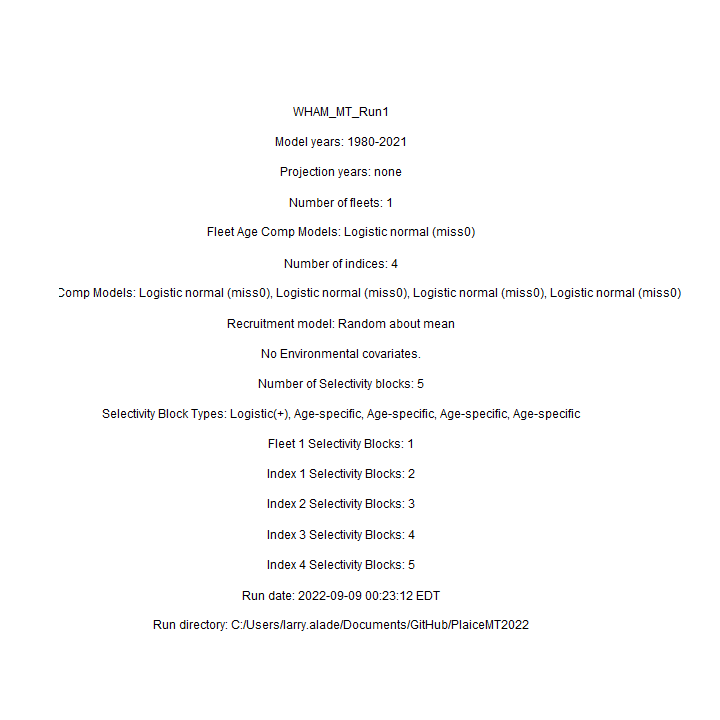 WHAM_MT_Run1
Model years: 1980-2021
Projection years: none
Number of fleets: 1
Fleet Age Comp Models: Logistic normal (miss0)
Number of indices: 4
Comp Models: Logistic normal (miss0), Logistic normal (miss0), Logistic normal (miss0), Logistic normal (miss0)
Recruitment model: Random about mean
No Environmental covariates.
Number of Selectivity blocks: 5
Selectivity Block Types: Logistic(+), Age-specific, Age-specific, Age-specific, Age-specific
Fleet 1 Selectivity Blocks: 1
Index 1 Selectivity Blocks: 2
Index 2 Selectivity Blocks: 3
Index 3 Selectivity Blocks: 4
Index 4 Selectivity Blocks: 5
Run date: 2022-09-09 00:23:12 EDT
Run directory: C:/Users/larry.alade/Documents/GitHub/PlaiceMT2022